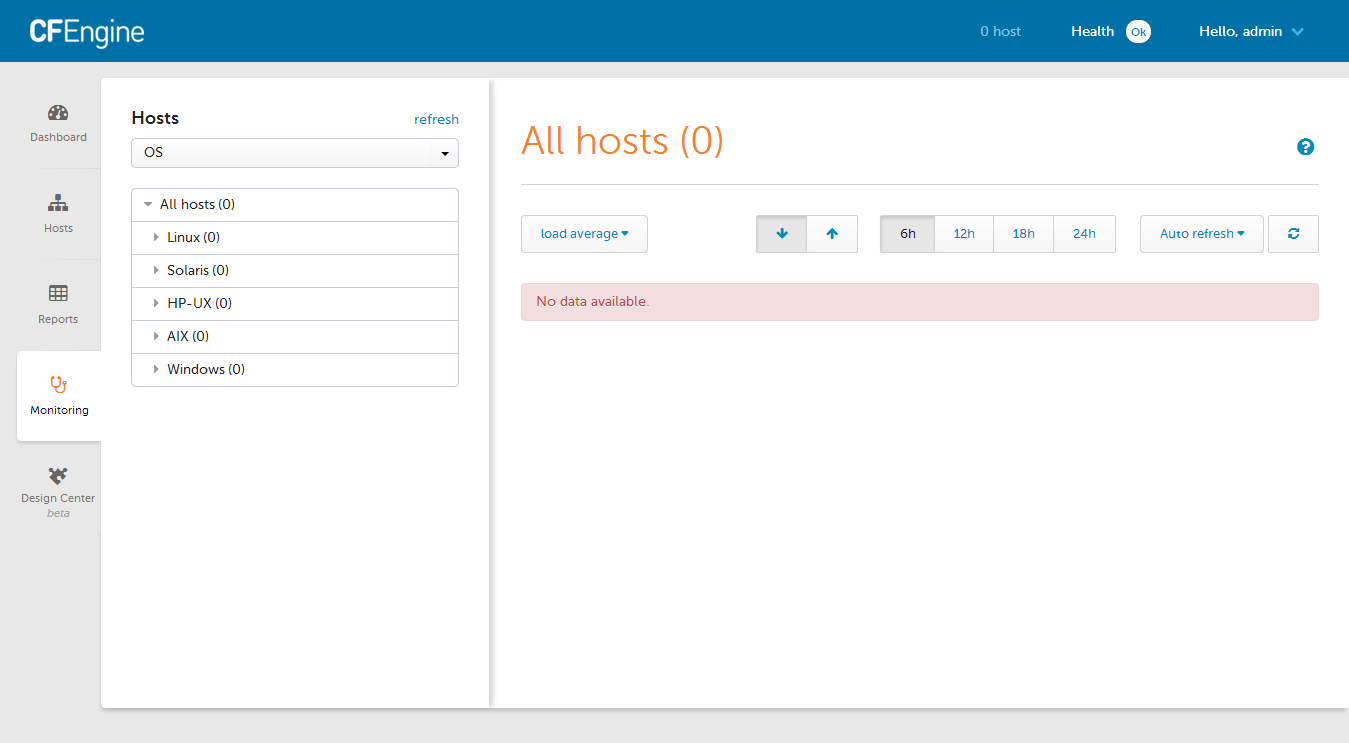 CFEngine
0 host
Health
Ok
Hello, admin
Dashboard
Hosts
Reports
Monitoring
Design Center
beta
Hosts
refresh
OS
All hosts (0)
Linux (0)
Solaris (0)
HP-UX (0)
AIX (0)
Windows (0)
All hosts (0)
?
load average
6h
12h
18h
24h
Auto refresh
No data available.